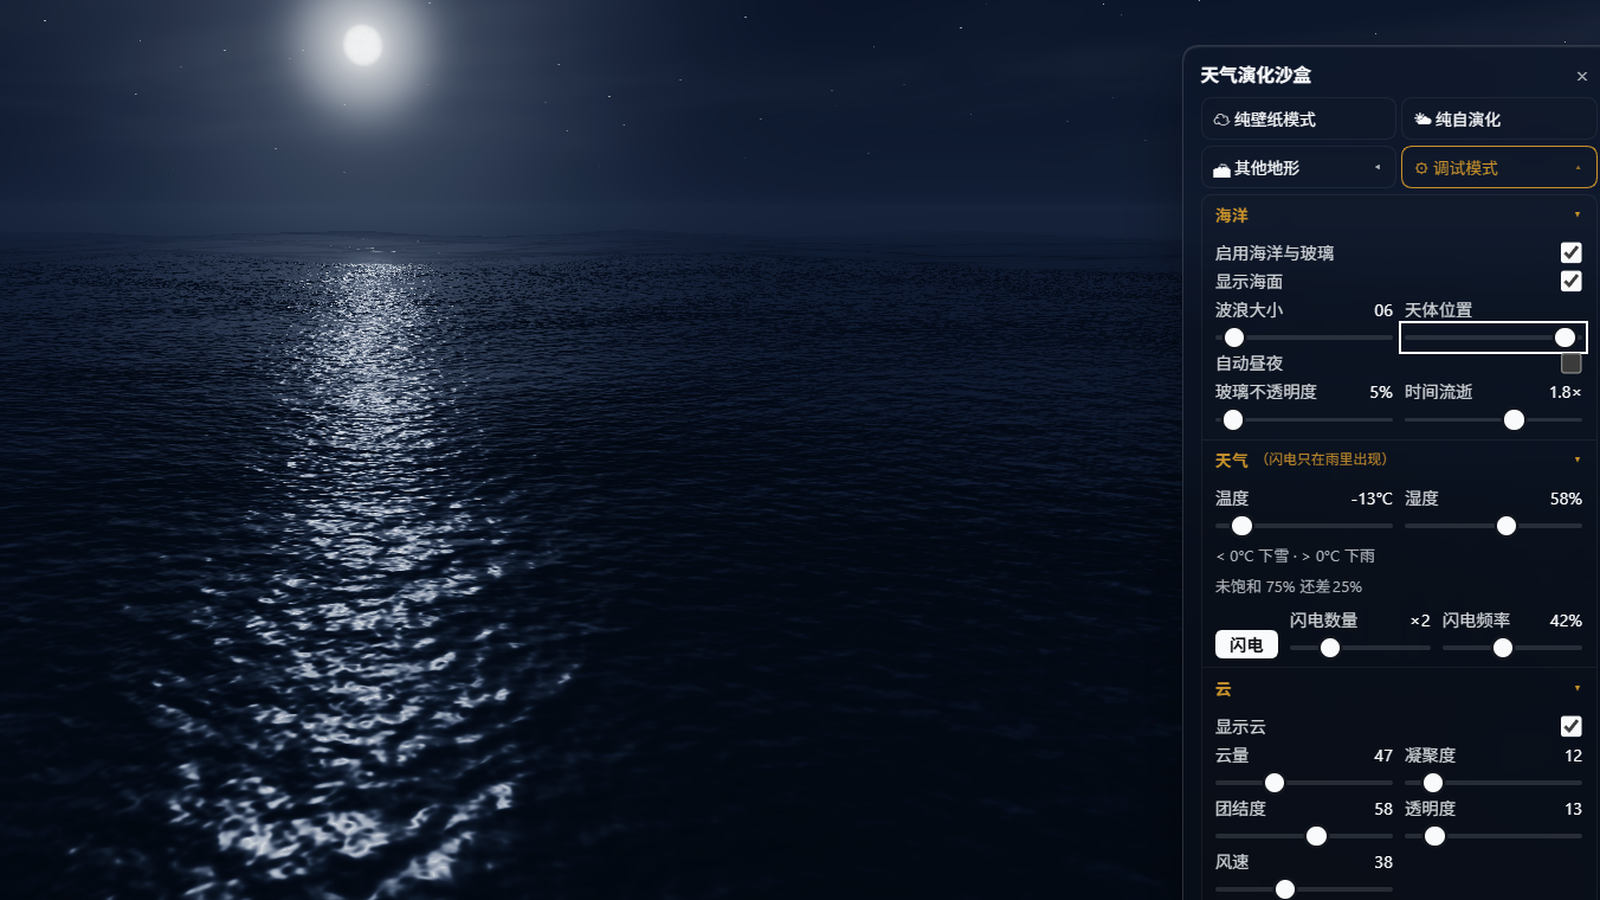 天气演化沙盒 ×
纯壁纸模式 纯自演化
其他地形 调试模式
海洋
启用海洋与玻璃
显示海面
波浪大小 06 天体位置
自动昼夜
玻璃不透明度 5% 时间流逝 1.8×
天气 （闪电只在雨里出现）
温度 -13°C 湿度 58%
< 0°C 下雪 · > 0°C 下雨
未饱和 75% 还差25%
闪电数量 ×2 闪电频率 42%
闪电
云
显示云
云量 47 凝聚度 12
团结度 58 透明度 13
风速 38